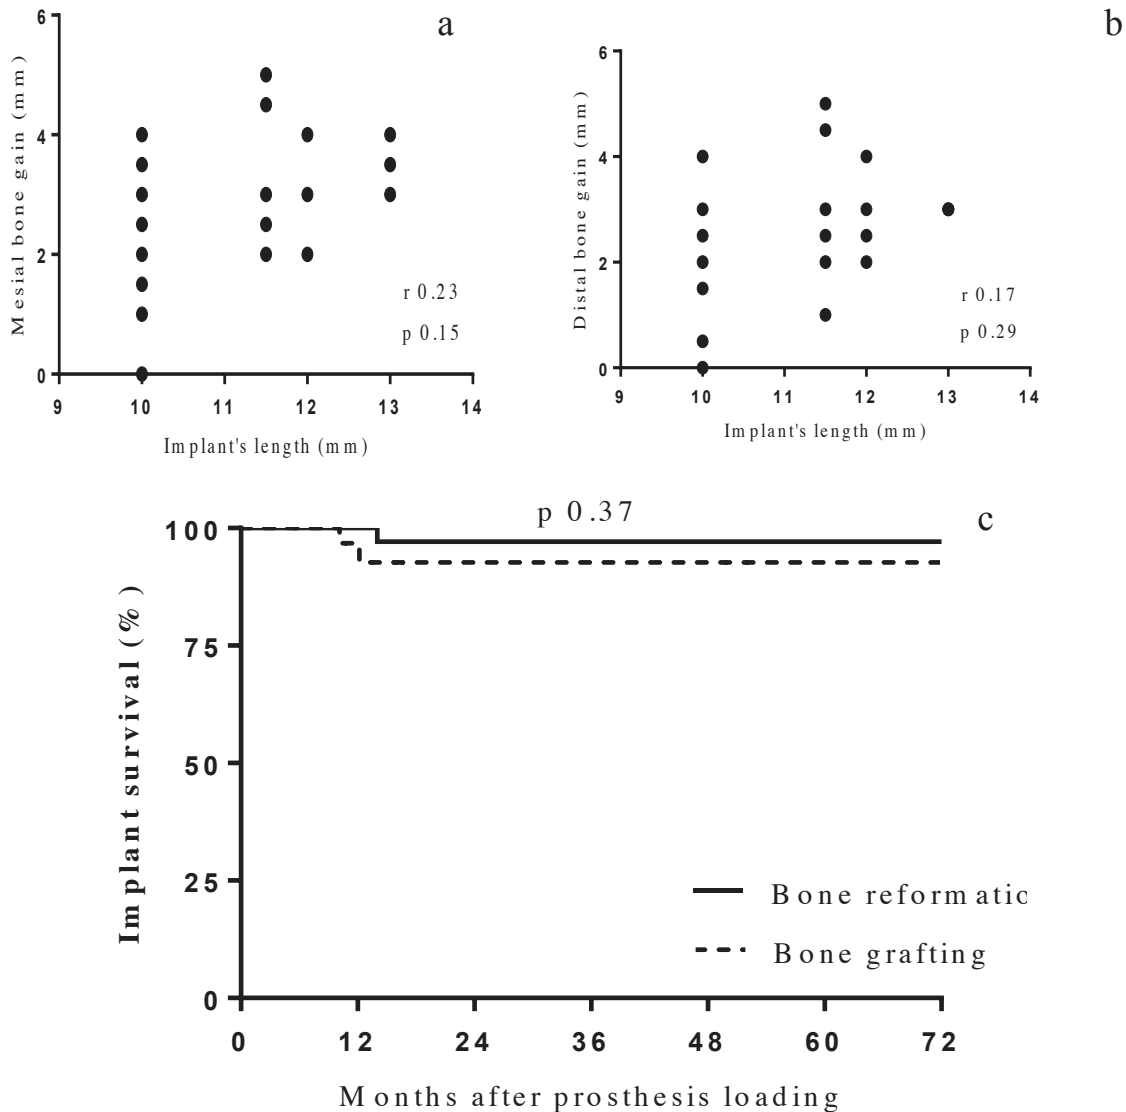 a
6
4
2
0
Mesial bone gain (mm)
r 0.23
p 0.15
9 10 11 12 13 14
Implant's length (mm)
b
6
4
2
0
Distal bone gain (mm)
r 0.17
p 0.29
9 10 11 12 13 14
Implant's length (mm)
p 0.37
c
100
75
50
25
0
Implant survival (%)
Bone reformatio
Bone grafting
0 12 24 36 48 60 72
Months after prosthesis loading